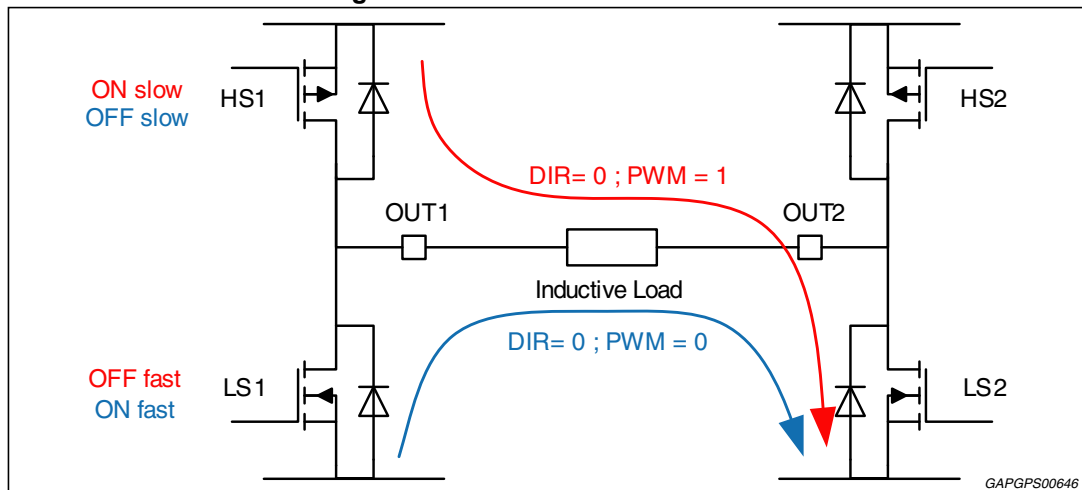 ON slow
OFF slow
HS1
HS2
DIR= 0 ; PWM = 1
OUT1
OUT2
Inductive Load
DIR= 0 ; PWM = 0
OFF fast
ON fast
LS1
LS2
GAPGPS00646